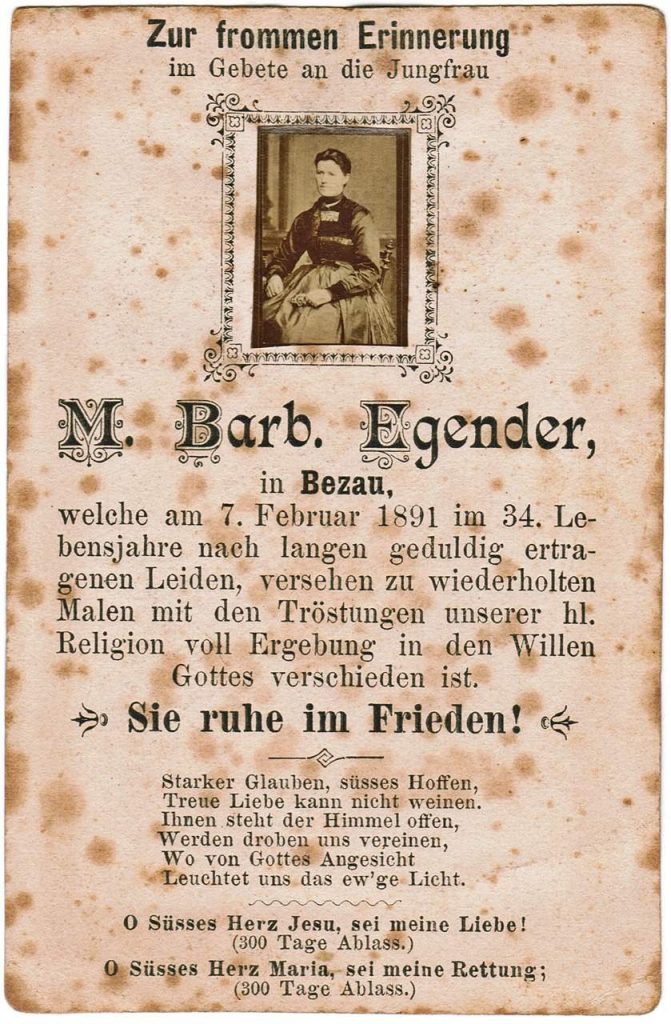 Zur frommen Erinnerung
im Gebete an die Jungfrau
M. Barb. Egender,
in Bezau,
welche am 7. Februar 1891 im 34. Le-
bensjahre nach langen geduldig ertra-
genen Leiden, versehen zu wiederholten
Malen mit den Tröstungen unserer hl.
Religion voll Ergebung in den Willen
Gottes verschieden ist.
Sie ruhe im Frieden!
Starker Glauben, süsses Hoffen,
Treue Liebe kann nicht weinen.
Ihnen steht der Himmel offen,
Werden droben uns vereinen,
Wo von Gottes Angesicht
Leuchtet uns das ew'ge Licht.
O Süsses Herz Jesu, sei meine Liebe!
(300 Tage Ablass.)
O Süsses Herz Maria, sei meine Rettung;
(300 Tage Ablass.)